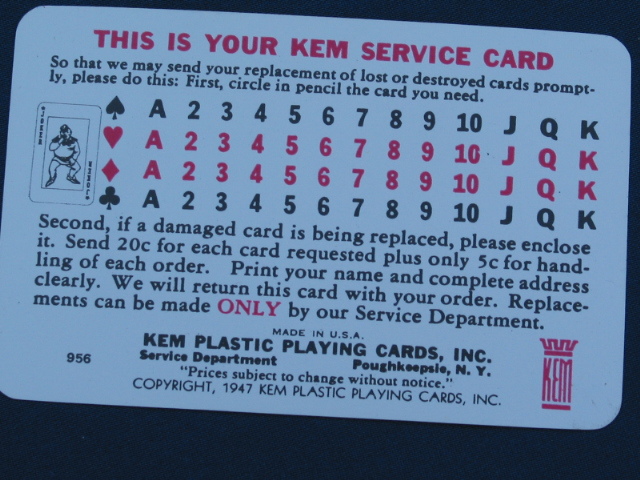 THIS IS YOUR KEM SERVICE CARD
So that we may send your replacement of lost or destroyed cards prompt-
ly, please do this: First, circle in pencil the card you need.
JOKER
♠ A 2 3 4 5 6 7 8 9 10 J Q K
♥ A 2 3 4 5 6 7 8 9 10 J Q K
♦ A 2 3 4 5 6 7 8 9 10 J Q K
♣ A 2 3 4 5 6 7 8 9 10 J Q K
JOKER
Second, if a damaged card is being replaced, please enclose
it. Send 20c for each card requested plus only 5c for hand-
ling of each order. Print your name and complete address
clearly. We will return this card with your order. Replace-
ments can be made ONLY by our Service Department.
MADE IN U.S.A.
KEM PLASTIC PLAYING CARDS, INC.
956 Service Department Poughkeepsie, N. Y.
"Prices subject to change without notice."
COPYRIGHT, 1947 KEM PLASTIC PLAYING CARDS, INC.
KEM